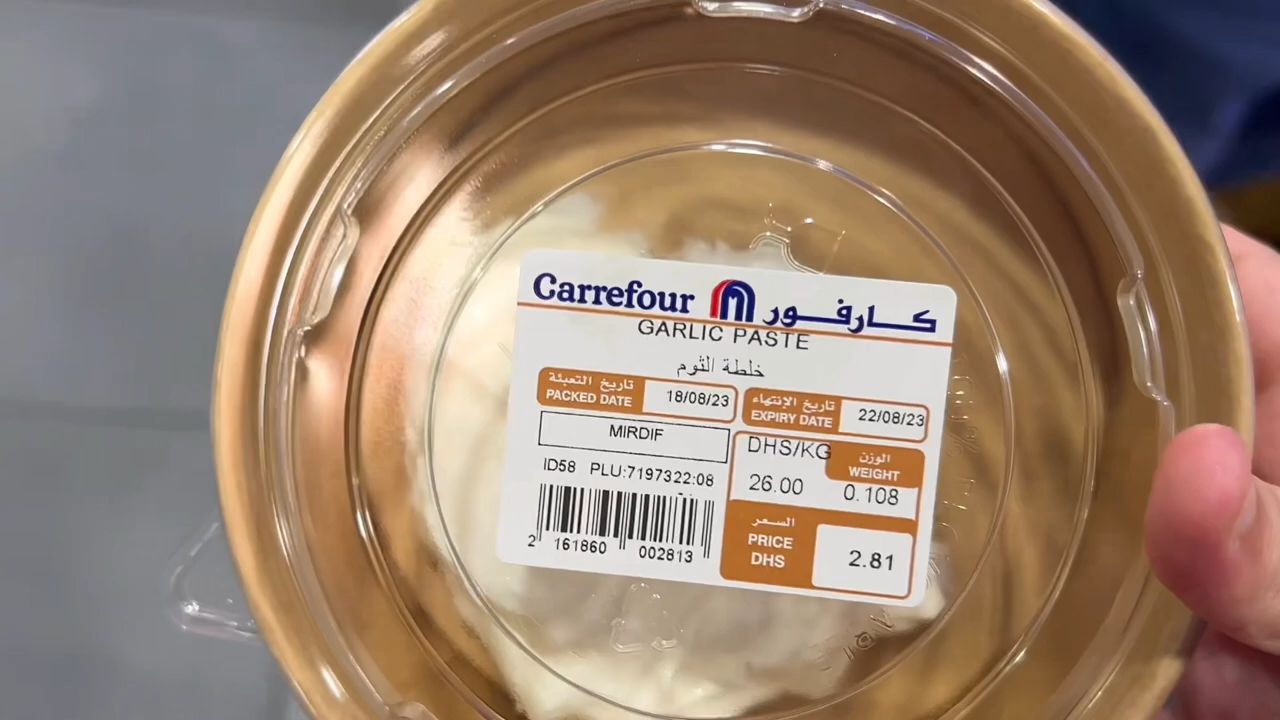 Carrefour كارفور
GARLIC PASTE
خلطة الثوم
تاريخ التعبئة
PACKED DATE 18/08/23
تاريخ الإنتهاء
EXPIRY DATE 22/08/23
MIRDIF
DHS/KG
الوزن
WEIGHT
ID58 PLU:7197322:08
26.00 0.108
السعر
PRICE
DHS
2.81
2 161860 002813